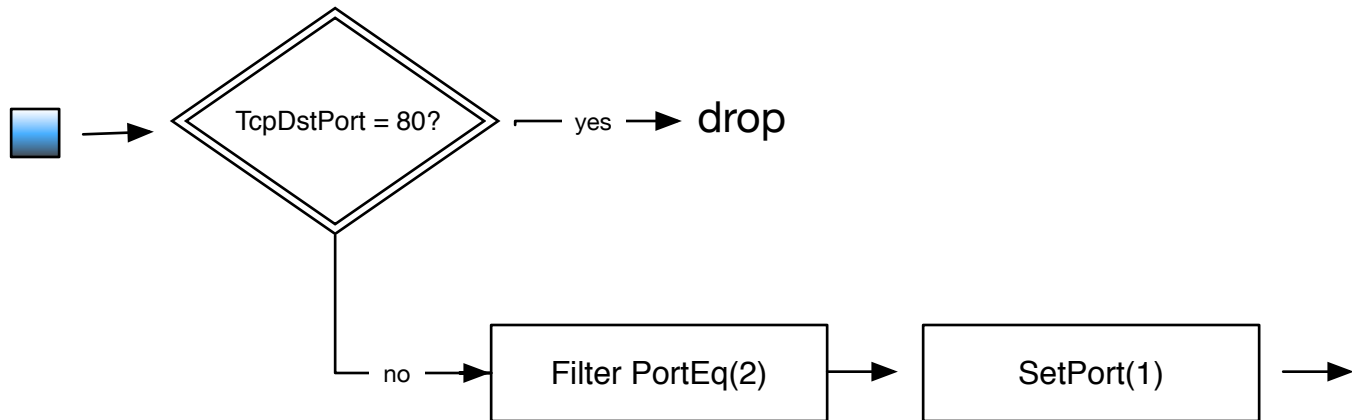 TcpDstPort = 80?
yes
drop
no
Filter PortEq(2)
SetPort(1)